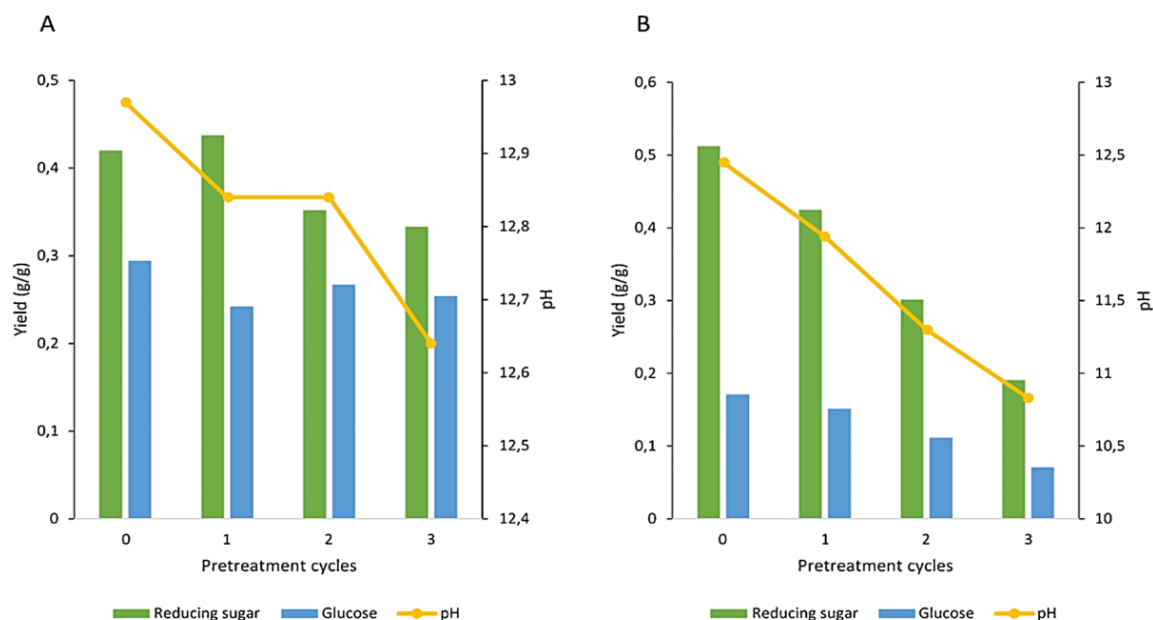 A
0,5
0,4
0,3
0,2
0,1
0
Yield (g/g)
13
12,9
12,8
12,7
12,6
12,5
12,4
pH
0 1 2 3
Pretreatment cycles
Reducing sugar Glucose pH
B
0,6
0,5
0,4
0,3
0,2
0,1
0
Yield (g/g)
13
12,5
12
11,5
11
10,5
10
pH
0 1 2 3
Pretreatment cycles
Reducing sugar Glucose pH